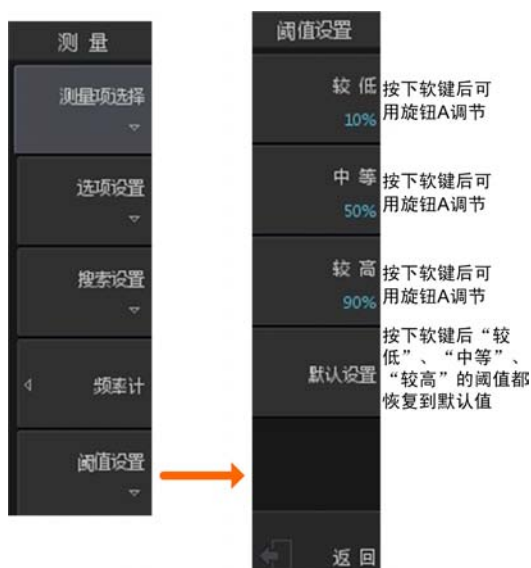 测 量
测量项选择
选项设置
搜索设置
频率计
阈值设置
阈值设置
较 低
10%
按下软键后可
用旋钮A调节
中 等
50%
按下软键后可
用旋钮A调节
较 高
90%
按下软键后可
用旋钮A调节
默认设置
按下软键后“较
低”、“中等”、
“较高”的阈值都
恢复到默认值
返 回